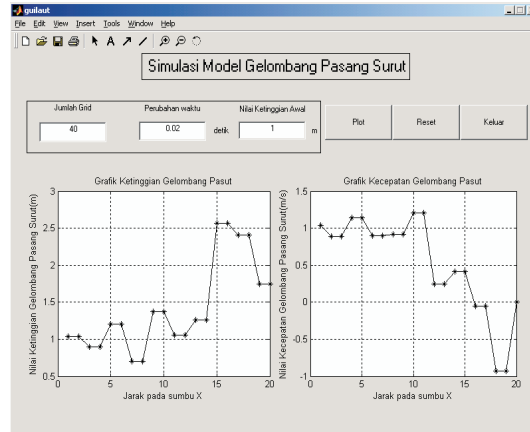 guilaut
File Edit View Insert Tools Window Help
Simulasi Model Gelombang Pasang Surut
Jumlah Grid
Perubahan waktu
Nilai Ketinggian Awal
40
0.02
detik
1
m
Plot
Reset
Keluar
Grafik Ketinggian Gelombang Pasut
Nilai Ketinggian Gelombang Pasang Surut(m)
3
2.5
2
1.5
1
0.5
0
5
10
15
20
Jarak pada sumbu X
Grafik Kecepatan Gelombang Pasut
Nilai Kecepatan Gelombang Pasang Surut(m/s)
1.5
1
0.5
0
-0.5
-1
0
5
10
15
20
Jarak pada sumbu X